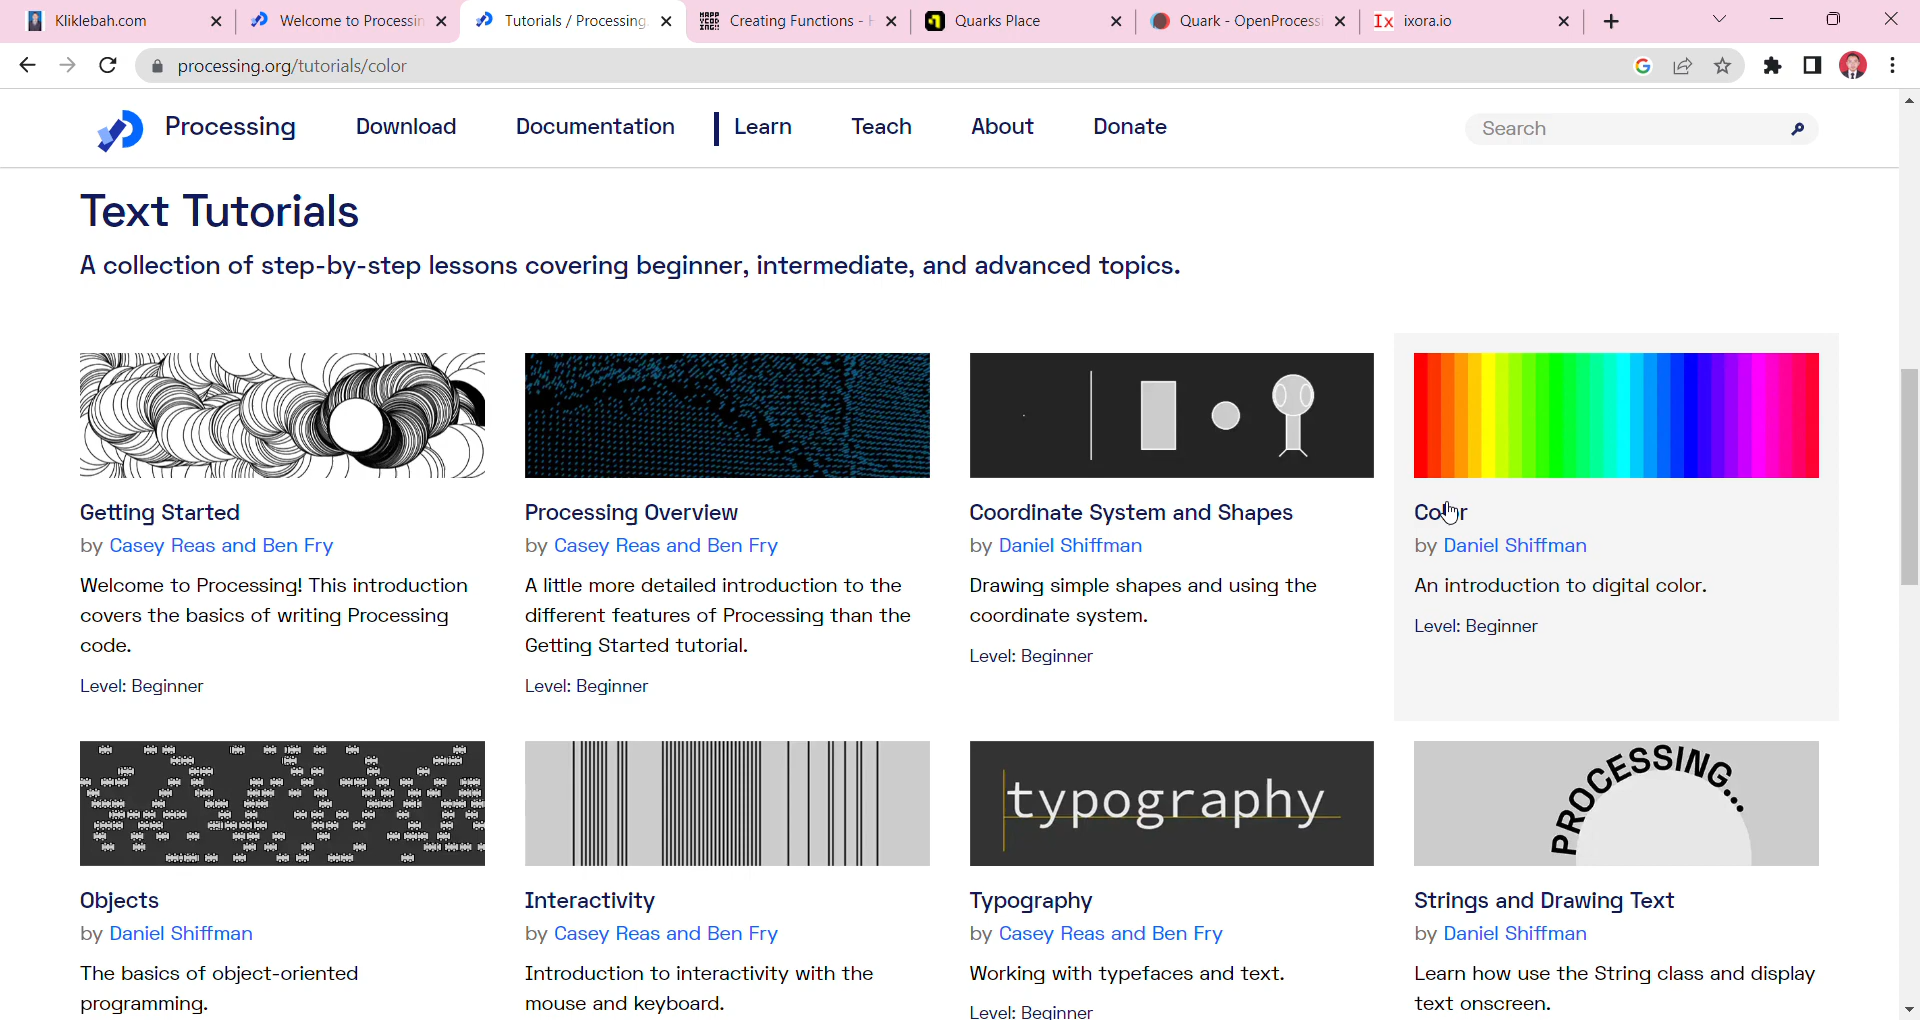 Kliklebah.com
Welcome to Processin
Tutorials / Processing
Creating Functions - H
Quarks Place
Quark - OpenProcessi
Ix ixora.io
processing.org/tutorials/color
Processing
Download
Documentation
Learn
Teach
About
Donate
Search
Text Tutorials
A collection of step-by-step lessons covering beginner, intermediate, and advanced topics.
Getting Started
by Casey Reas and Ben Fry
Welcome to Processing! This introduction
covers the basics of writing Processing
code.
Level: Beginner
Processing Overview
by Casey Reas and Ben Fry
A little more detailed introduction to the
different features of Processing than the
Getting Started tutorial.
Level: Beginner
Coordinate System and Shapes
by Daniel Shiffman
Drawing simple shapes and using the
coordinate system.
Level: Beginner
Color
by Daniel Shiffman
An introduction to digital color.
Level: Beginner
Objects
by Daniel Shiffman
The basics of object-oriented
programming.
Interactivity
by Casey Reas and Ben Fry
Introduction to interactivity with the
mouse and keyboard.
typography
Typography
by Casey Reas and Ben Fry
Working with typefaces and text.
Level: Beginner
PROCESSING...
Strings and Drawing Text
by Daniel Shiffman
Learn how use the String class and display
text onscreen.